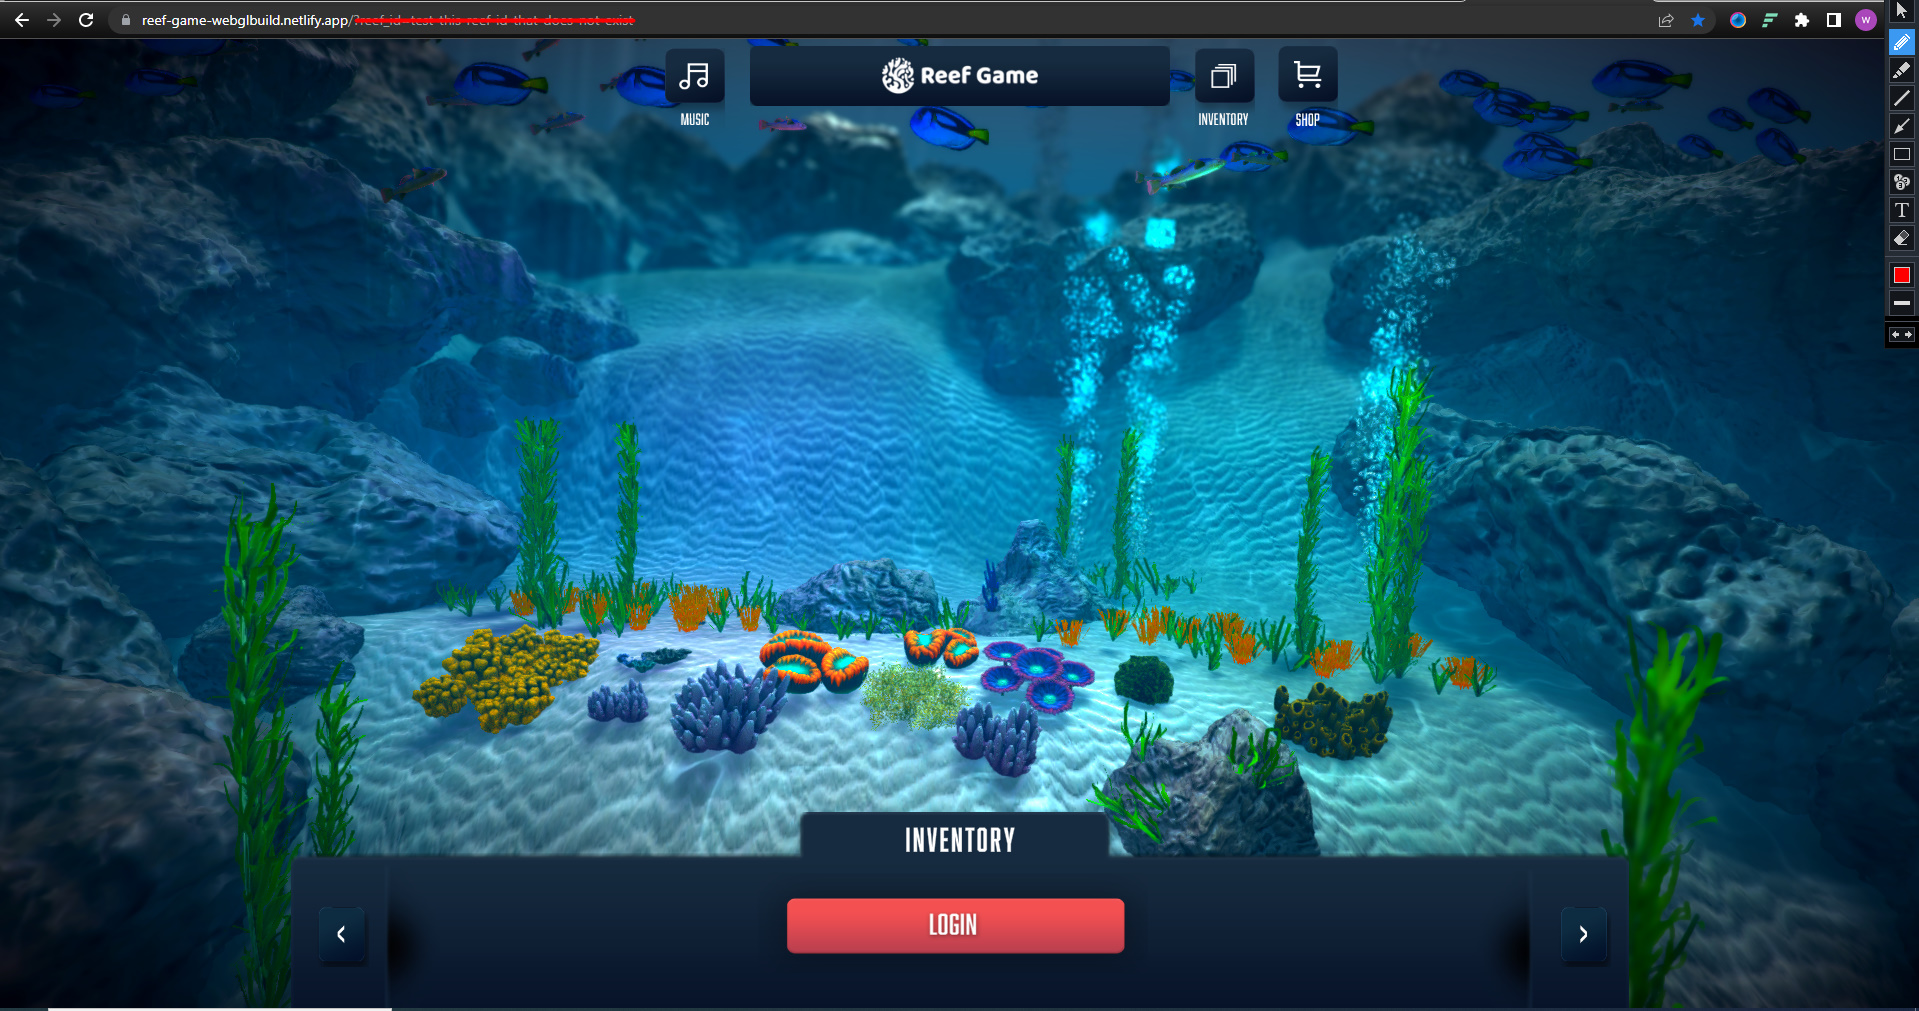 reef-game-webglbuild.netlify.app/?reef_id=test-this-reef-id-that-does-not-exist
W
Reef Game
MUSIC
INVENTORY
SHOP
T
INVENTORY
LOGIN